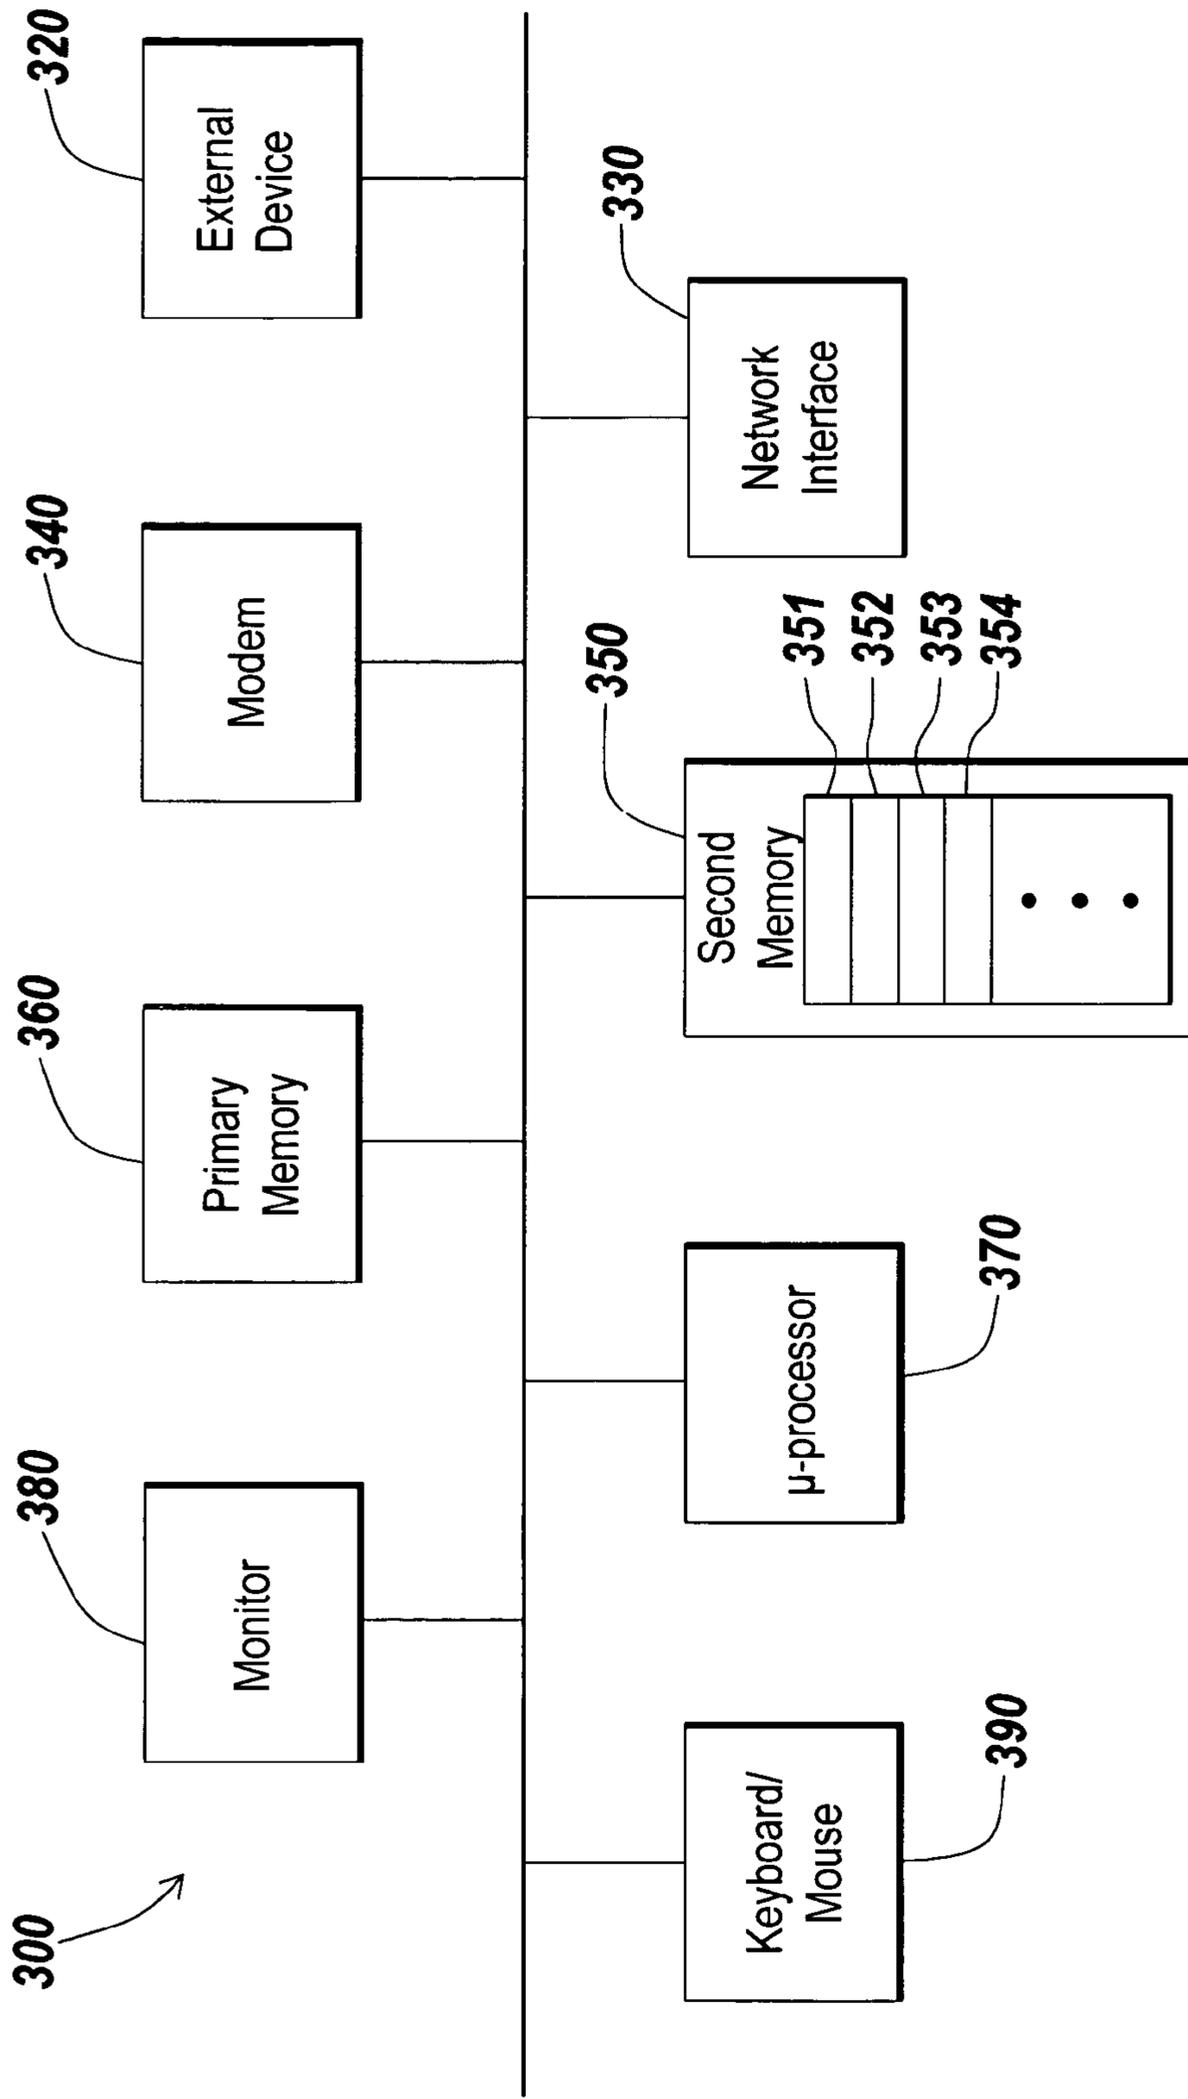 300
380
Monitor
360
Primary
Memory
340
Modem
320
External
Device
Keyboard/
Mouse
390
µ-processor
370
350
Second
Memory
351
352
353
354
330
Network
Interface